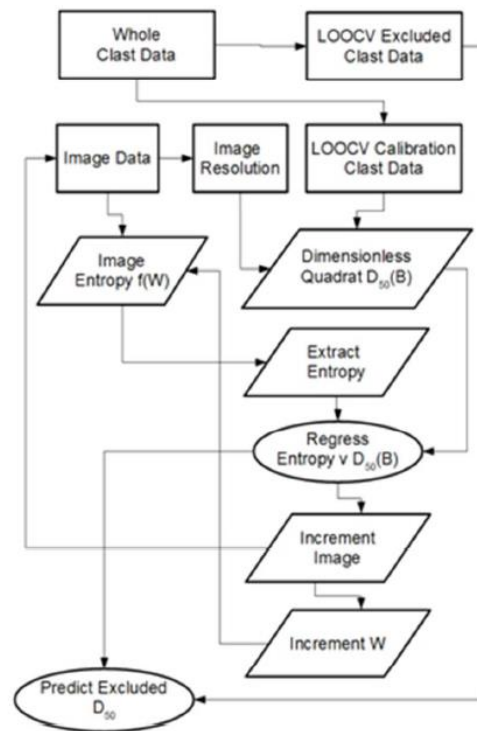 Whole
Clast Data
LOOCV Excluded
Clast Data
Image Data
Image
Resolution
LOOCV Calibration
Clast Data
Image
Entropy f(W)
Dimensionless
Quadrat D₅₀(B)
Extract
Entropy
Regress
Entropy v D₅₀(B)
Increment
Image
Increment W
Predict Excluded
D₅₀